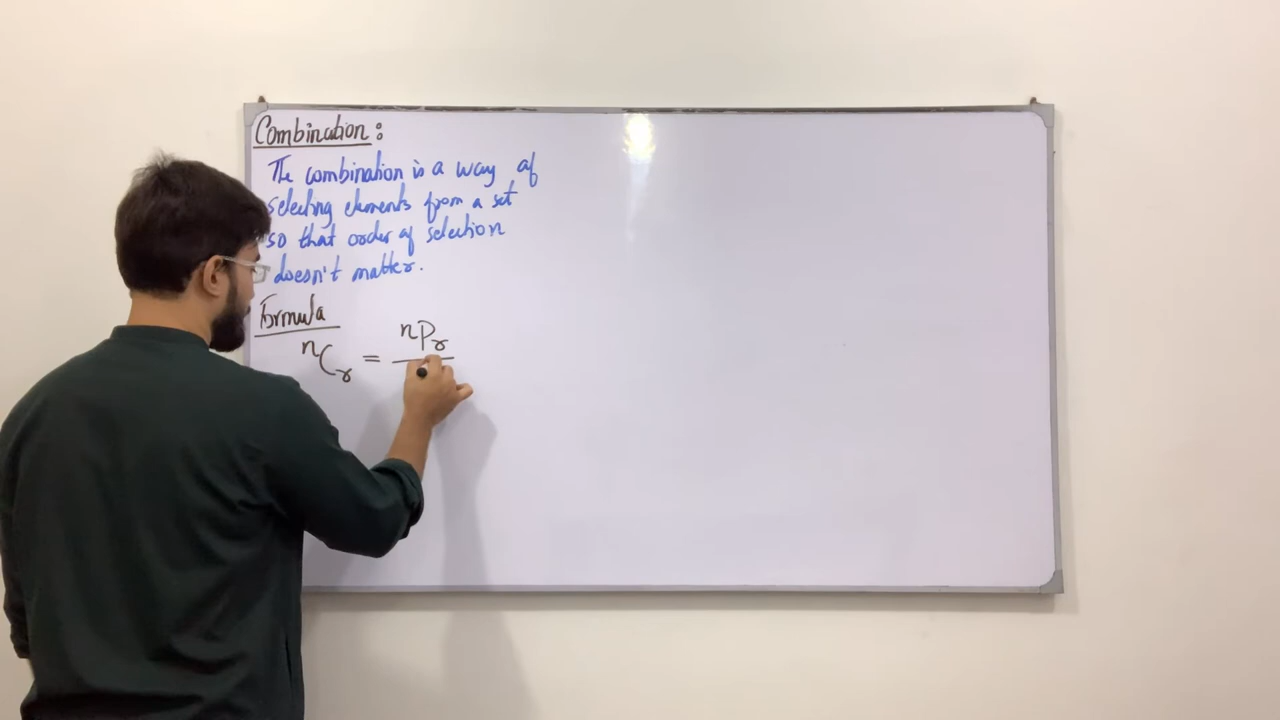 Combination:
The combination is a way of
selecting elements from a set
so that order of selection
doesn't matter.
Formula
nCr = nPr